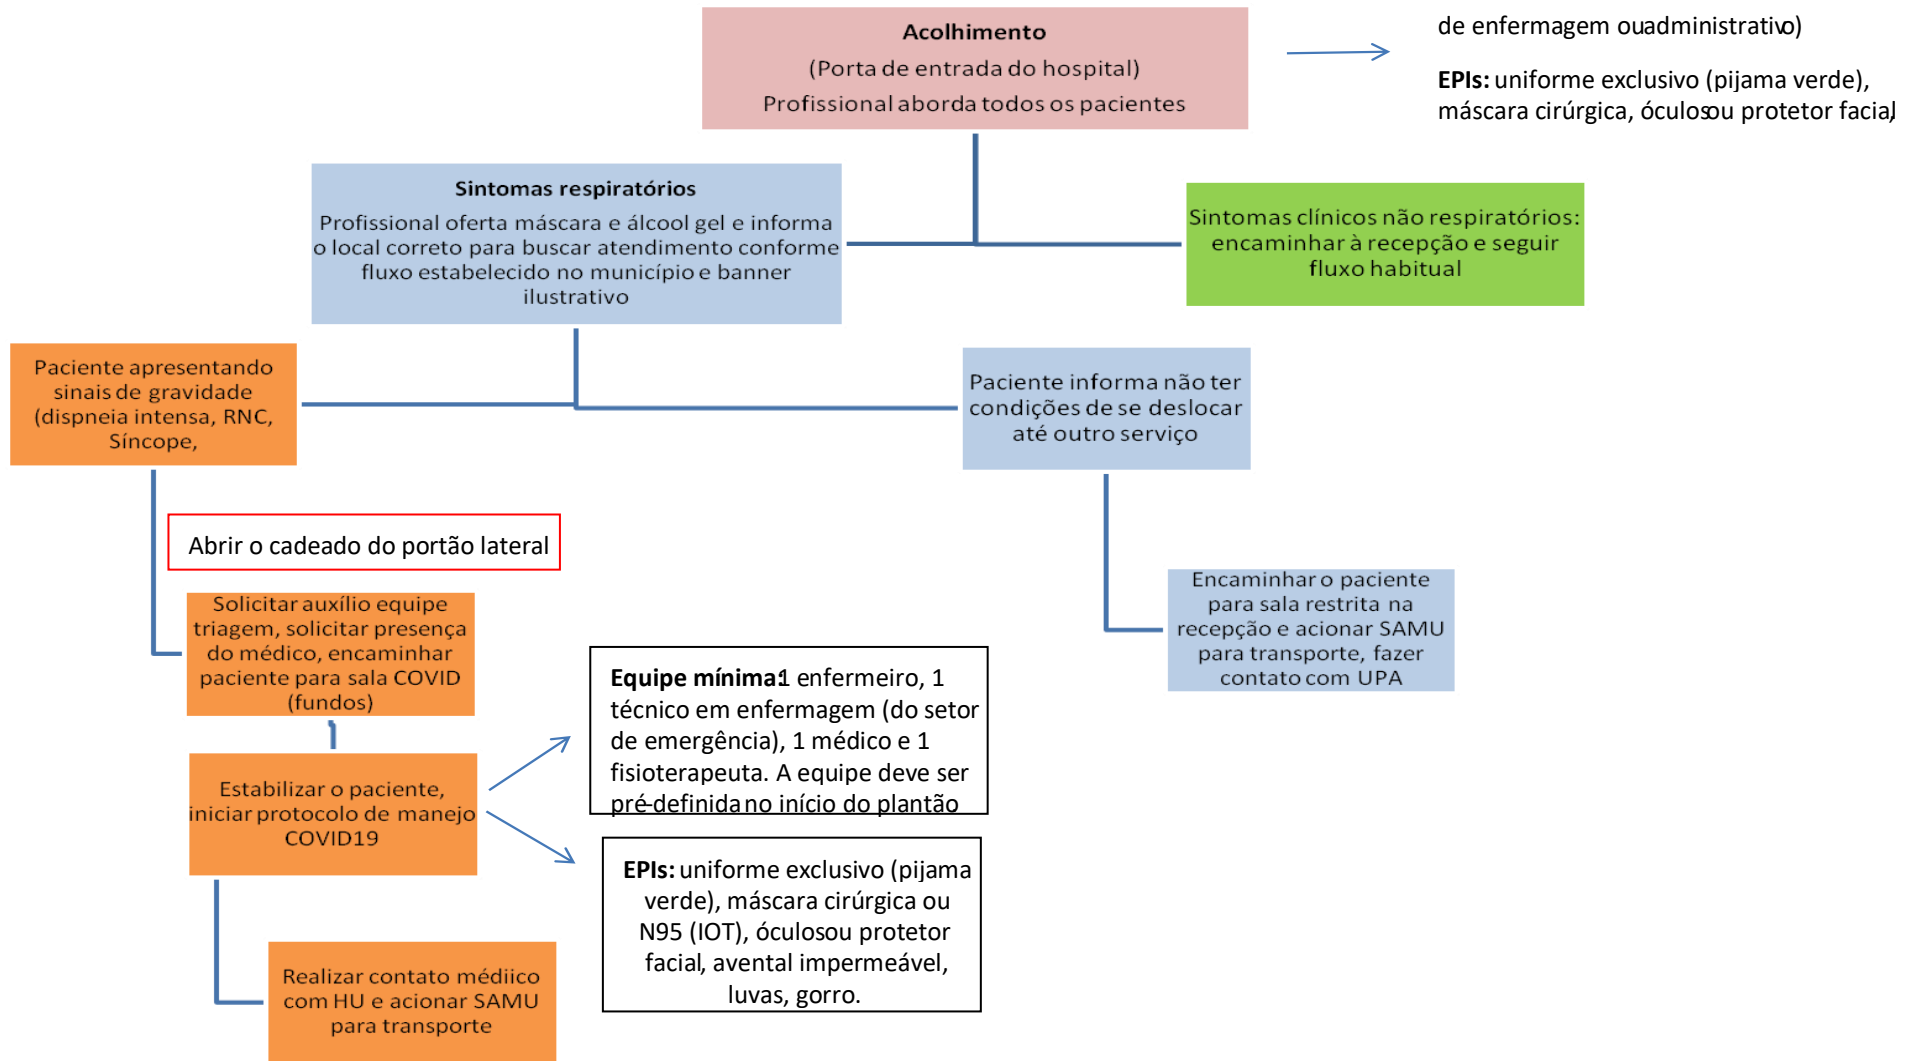 Acolhimento
(Porta de entrada do hospital)
Profissional aborda todos os pacientes
de enfermagem ouadministrativo)
EPIs: uniforme exclusivo (pijama verde),
máscara cirúrgica, óculosou protetor facial,
Sintomas respiratórios
Profissional oferta máscara e álcool gel e informa
o local correto para buscar atendimento conforme
fluxo estabelecido no município e banner
ilustrativo
Sintomas clínicos não respiratórios:
encaminhar à recepção e seguir
fluxo habitual
Paciente apresentando
sinais de gravidade
(dispneia intensa, RNC,
Síncope,
Paciente informa não ter
condições de se deslocar
até outro serviço
Abrir o cadeado do portão lateral
Solicitar auxílio equipe
triagem, solicitar presença
do médico, encaminhar
paciente para sala COVID
(fundos)
Encaminhar o paciente
para sala restrita na
recepção e acionar SAMU
para transporte, fazer
contato com UPA
Equipe mínima:1 enfermeiro, 1
técnico em enfermagem (do setor
de emergência), 1 médico e 1
fisioterapeuta. A equipe deve ser
pré-definida no início do plantão
Estabilizar o paciente,
iniciar protocolo de manejo
COVID19
EPIs: uniforme exclusivo (pijama
verde), máscara cirúrgica ou
N95 (IOT), óculosou protetor
facial, avental impermeável,
luvas, gorro.
Realizar contato médiico
com HU e acionar SAMU
para transporte